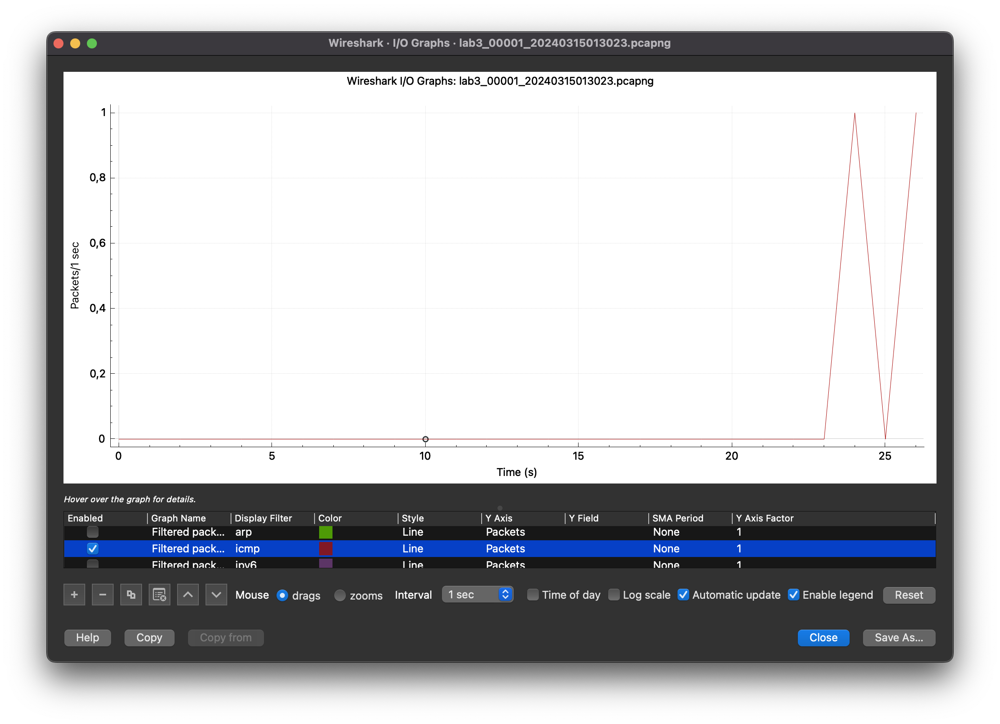 Wireshark · I/O Graphs · lab3_00001_20240315013023.pcapng
Wireshark I/O Graphs: lab3_00001_20240315013023.pcapng
1
0,8
0,6
0,4
0,2
0
Packets/1 sec
0 5 10 15 20 25
Time (s)
Hover over the graph for details.
Enabled Graph Name Display Filter Color Style Y Axis Y Field SMA Period Y Axis Factor
Filtered pack... arp Line Packets None 1
Filtered pack... icmp Line Packets None 1
Filtered pack... ipv6 Line Packets None 1
Mouse drags zooms Interval 1 sec Time of day Log scale Automatic update Enable legend Reset
Help Copy Copy from Close Save As...